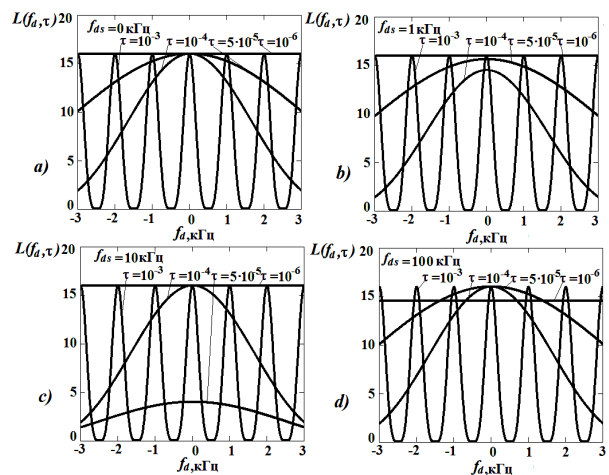 L(f_d,τ) 20
f_ds = 0 кГц
τ=10⁻³ τ=10⁻⁴ τ=5·10⁻⁵ τ=10⁻⁶
15
10
5
0
a)
-3 -2 -1 0 1 2 3
f_d,кГц
L(f_d,τ) 20
f_ds = 1 кГц
τ=10⁻³ τ=10⁻⁴ τ=5·10⁻⁵ τ=10⁻⁶
15
10
5
0
b)
-3 -2 -1 0 1 2 3
f_d,кГц
L(f_d,τ) 20
f_ds = 10 кГц
τ=10⁻³ τ=10⁻⁴ τ=5·10⁻⁵ τ=10⁻⁶
15
10
5
0
c)
-3 -2 -1 0 1 2 3
f_d,кГц
L(f_d,τ) 20
f_ds = 100 кГц
τ=10⁻³ τ=10⁻⁴ τ=5·10⁻⁵ τ=10⁻⁶
15
10
5
0
d)
-3 -2 -1 0 1 2 3
f_d,кГц